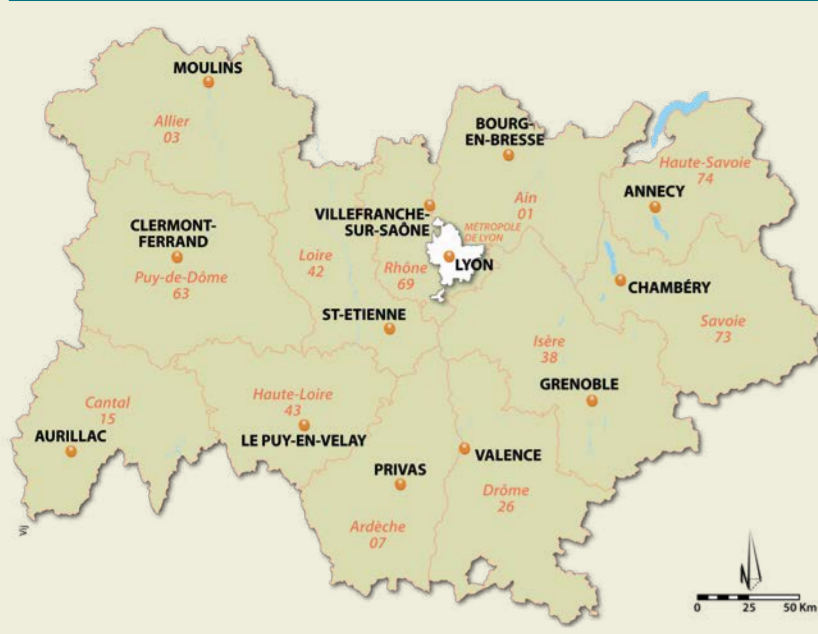 MOULINS
Allier
03
BOURG-
EN-BRESSE
Haute-Savoie
74
Ain
01
ANNECY
VILLEFRANCHE-
SUR-SAÔNE
CLERMONT-
FERRAND
MÉTROPOLE
DE LYON
Loire
42
Rhône
69
LYON
Puy-de-Dôme
63
CHAMBÉRY
ST-ETIENNE
Savoie
73
Isère
38
GRENOBLE
Haute-Loire
43
Cantal
15
AURILLAC
LE PUY-EN-VELAY
VALENCE
PRIVAS
Drôme
26
Ardèche
07
N
0 25 50 Km